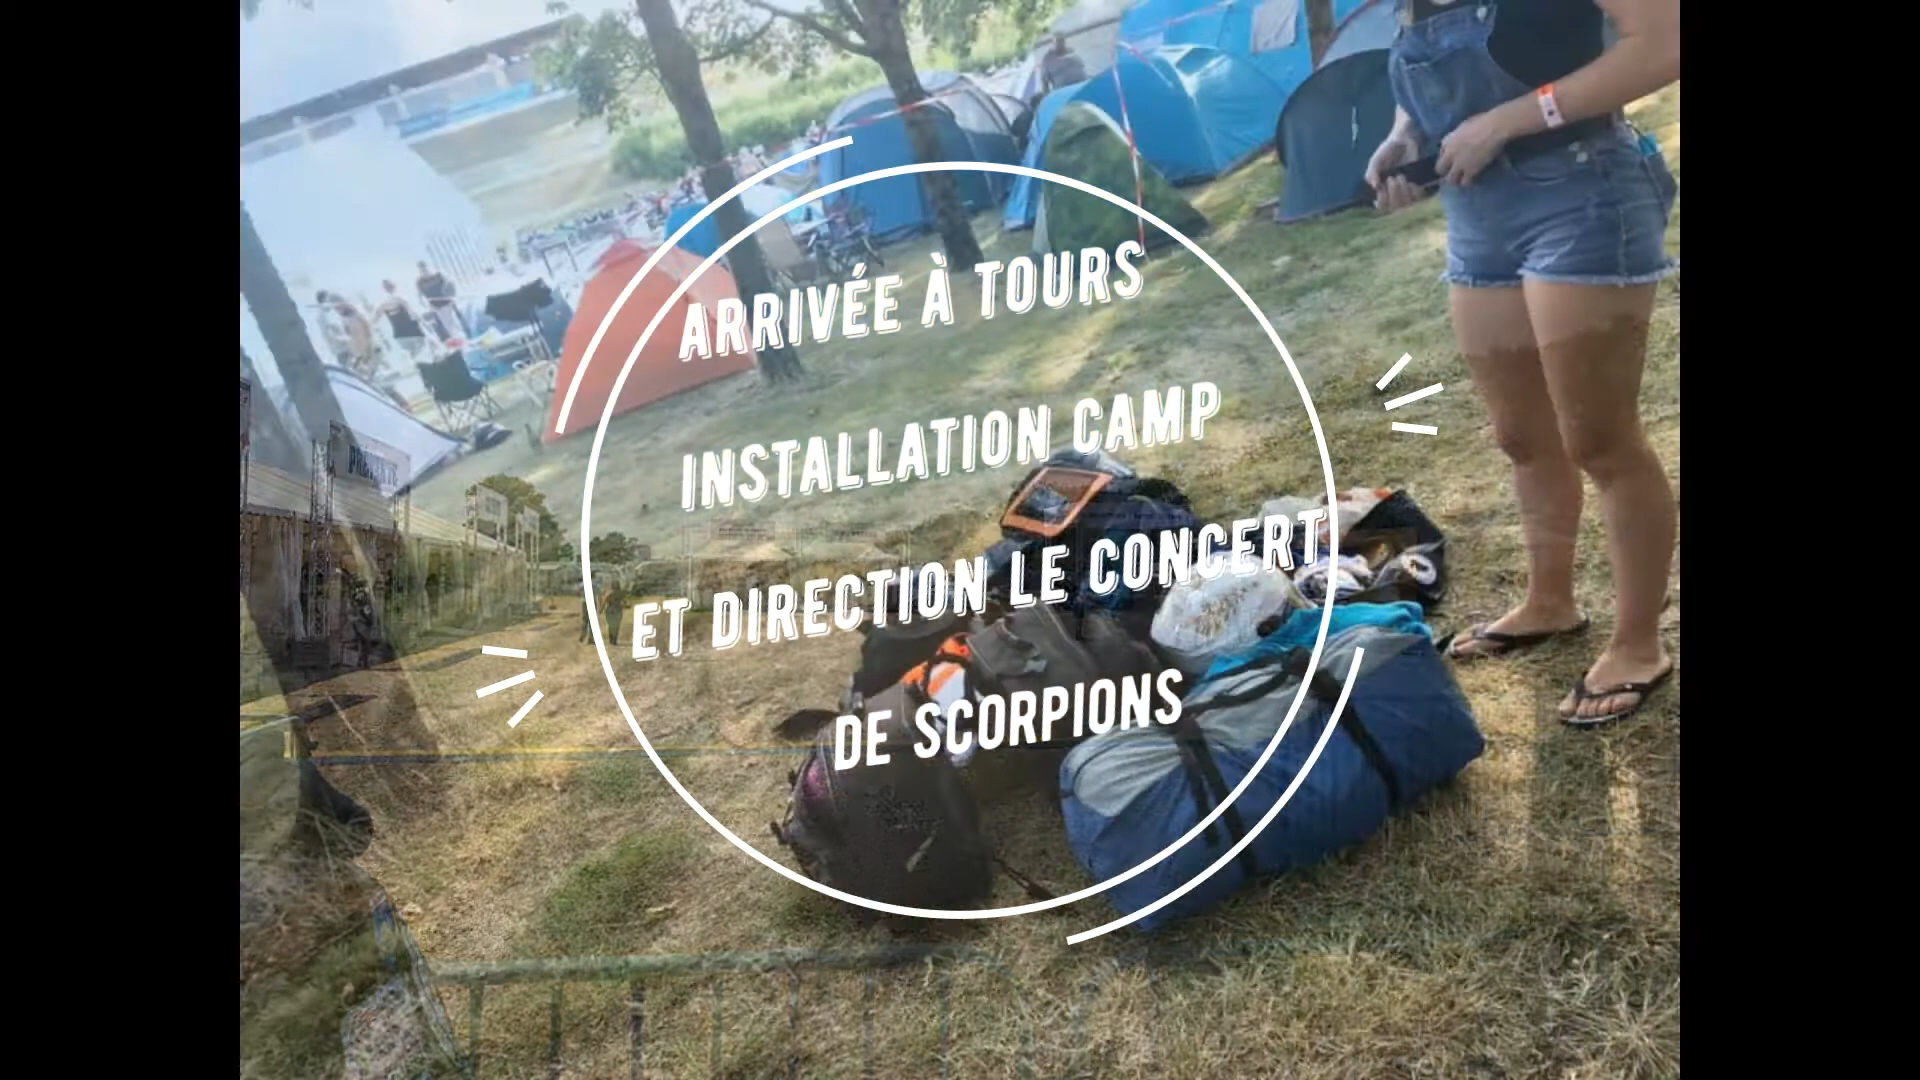 ARRIVÉE À TOURS
INSTALLATION CAMP
ET DIRECTION LE CONCERT
DE SCORPIONS